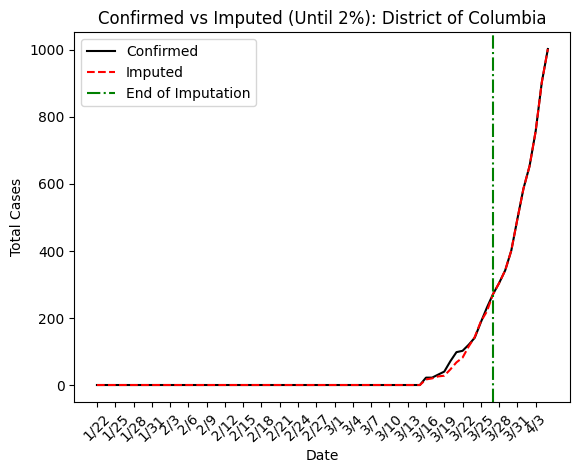 Confirmed vs Imputed (Until 2%): District of Columbia
Confirmed
Imputed
End of Imputation
Total Cases
1000
800
600
400
200
0
1/22 1/25 1/28 1/31 2/3 2/6 2/9 2/12 2/15 2/18 2/21 2/24 2/27 3/1 3/4 3/7 3/10 3/13 3/16 3/19 3/22 3/25 3/28 3/31 4/3
Date